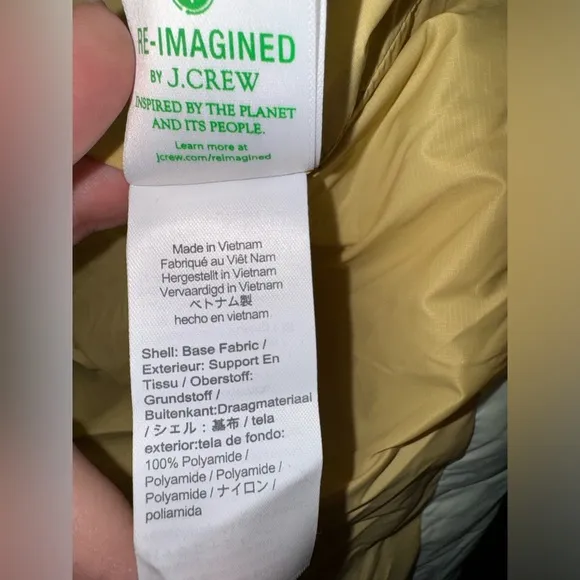 RE-IMAGINED
BY J.CREW
INSPIRED BY THE PLANET
AND ITS PEOPLE.
Learn more at
jcrew.com/reimagined
Made in Vietnam
Fabriqué au Viêt Nam
Hergestellt in Vietnam
Vervaardigd in Vietnam
ベトナム製
hecho en vietnam
Shell: Base Fabric /
Exterieur: Support En
Tissu / Oberstoff:
Grundstoff /
Buitenkant:Draagmateriaal
/ シェル : 基布 / tela
exterior:tela de fondo:
100% Polyamide /
Polyamide / Polyamide /
Polyamide / ナイロン /
poliamida